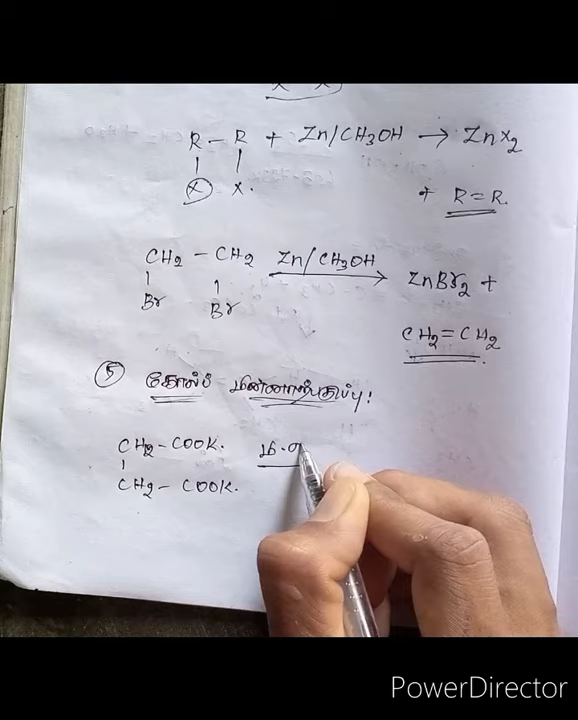 R - R + Zn/CH3OH → ZnX2
| |
X X.
+ R = R.
CH2 - CH2 Zn/CH3OH → ZnBr2 +
| |
Br Br
CH2 = CH2.
⑤ கோல்ப் மின்னாற்பகுப்பு!
CH2 - COOK. மி.
|
CH2 - COOK.
PowerDirector